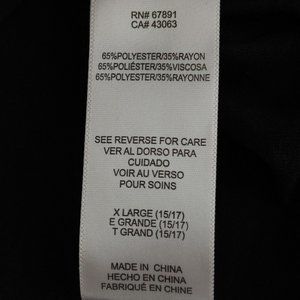 RN# 67891
CA# 43063
65%POLYESTER/35%RAYON
65%POLIÉSTER/35%VISCOSA
65%POLYESTER/35%RAYONNE
SEE REVERSE FOR CARE
VER AL DORSO PARA
CUIDADO
VOIR AU VERSO
POUR SOINS
X LARGE (15/17)
E GRANDE (15/17)
T GRAND (15/17)
MADE IN CHINA
HECHO EN CHINA
FABRIQUÉ EN CHINE